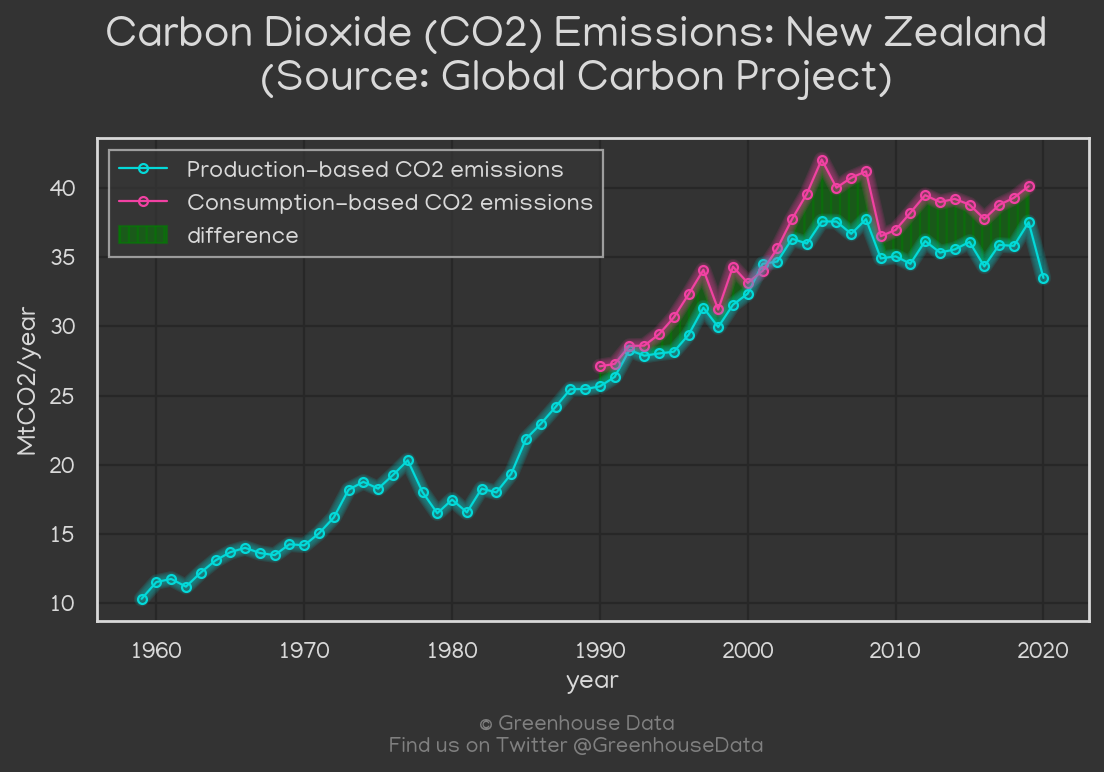 Carbon Dioxide (CO2) Emissions: New Zealand
(Source: Global Carbon Project)
Production-based CO2 emissions
Consumption-based CO2 emissions
difference
MtCO2/year
40
35
30
25
20
15
10
1960 1970 1980 1990 2000 2010 2020
year
© Greenhouse Data
Find us on Twitter @GreenhouseData